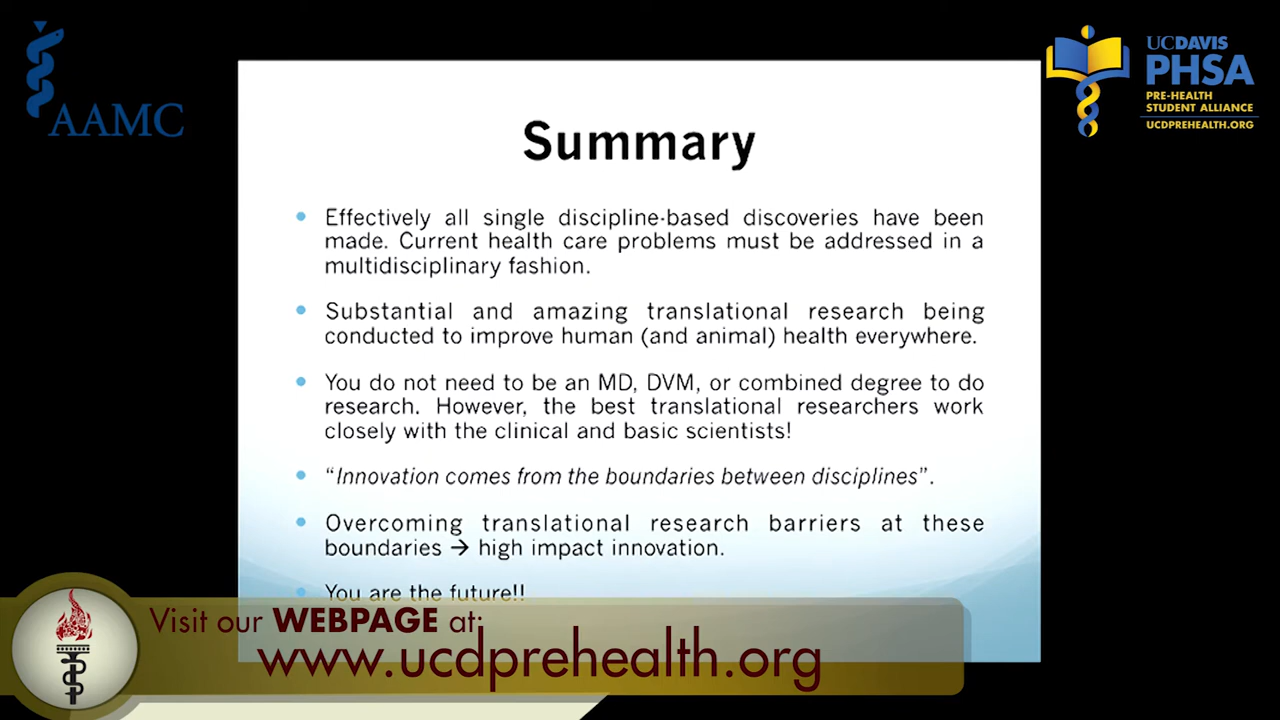 AAMC
UCDAVIS
PHSA
PRE-HEALTH
STUDENT ALLIANCE
UCDPREHEALTH.ORG
Summary
Effectively all single discipline-based discoveries have been
made. Current health care problems must be addressed in a
multidisciplinary fashion.
Substantial and amazing translational research being
conducted to improve human (and animal) health everywhere.
You do not need to be an MD, DVM, or combined degree to do
research. However, the best translational researchers work
closely with the clinical and basic scientists!
“Innovation comes from the boundaries between disciplines”.
Overcoming translational research barriers at these
boundaries → high impact innovation.
You are the future!!
Visit our WEBPAGE at:
www.ucdprehealth.org